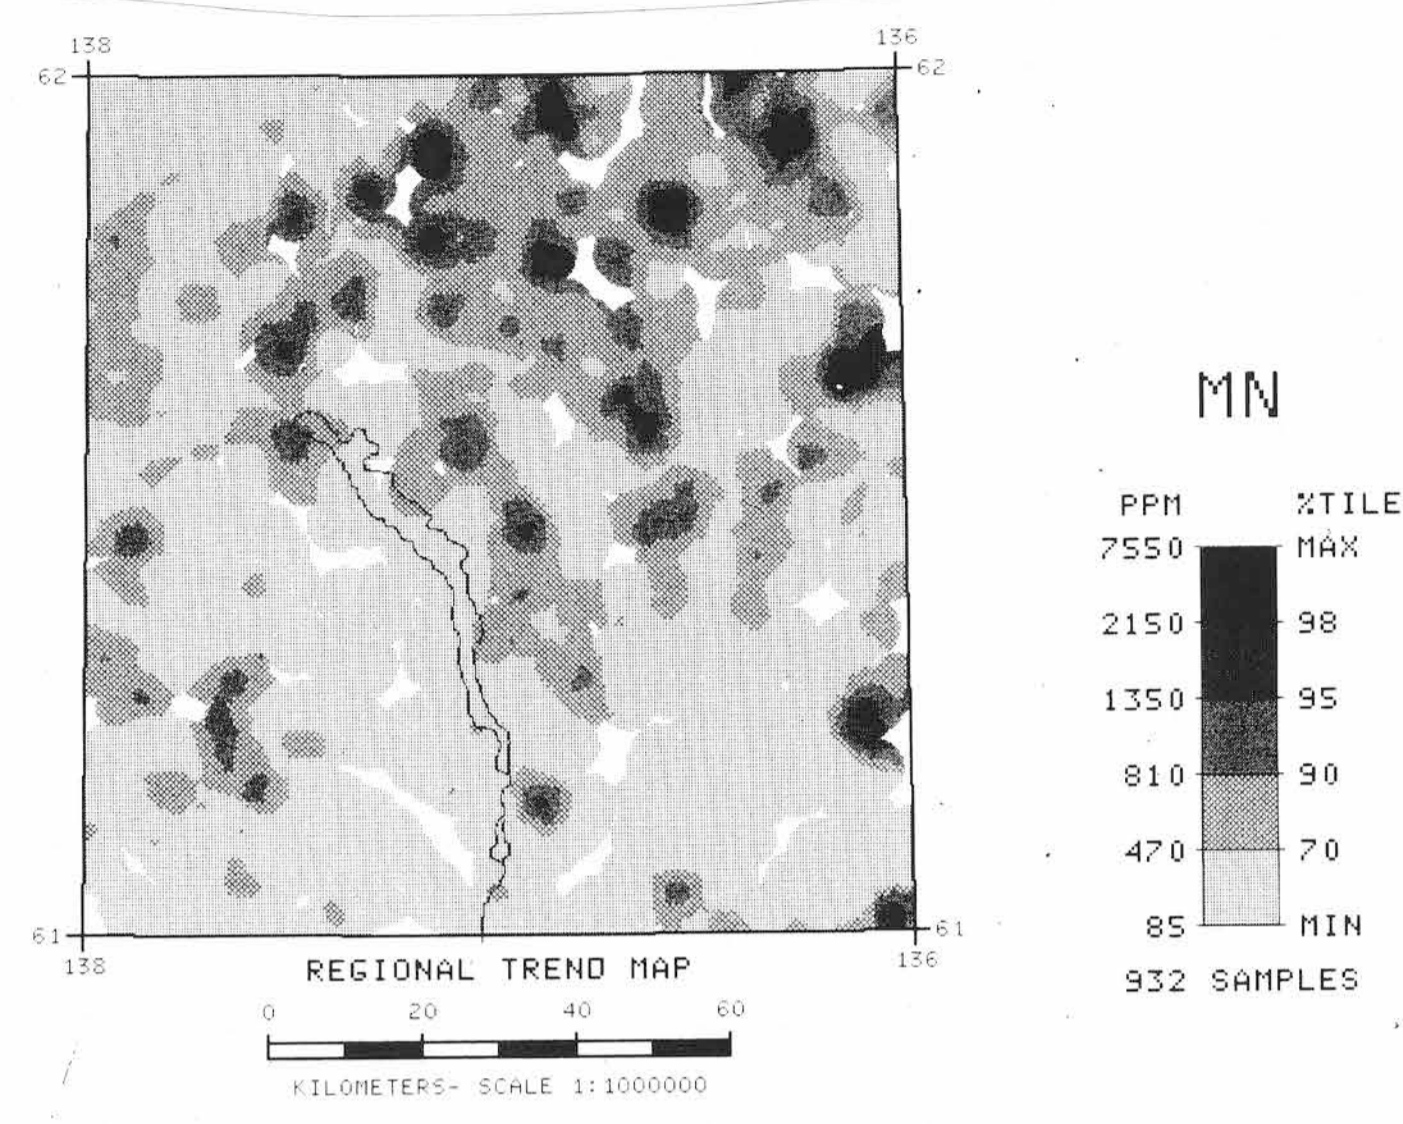 138
136
62
62
MN
PPM %TILE
7550 MAX
2150 98
1350 95
810 90
470 70
85 MIN
932 SAMPLES
61
61
138
136
REGIONAL TREND MAP
0 20 40 60
KILOMETERS- SCALE 1:1000000